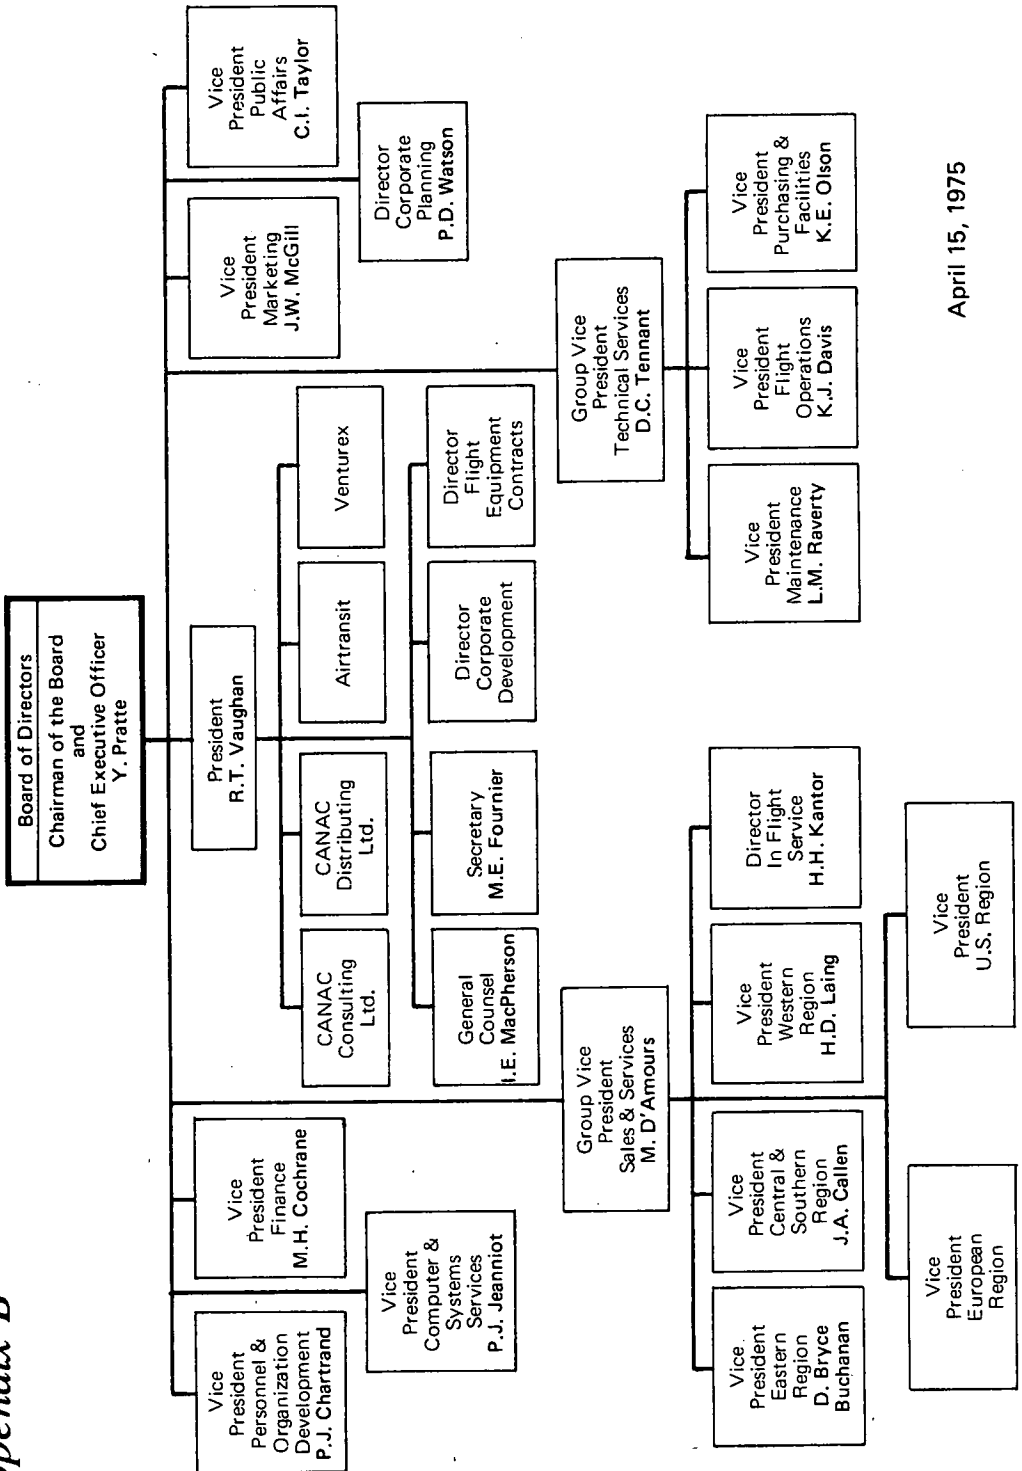 Board of Directors
Chairman of the Board
and
Chief Executive Officer
Y. Pratte
President
R.T. Vaughan
Vice
President
Personnel &
Organization
Development
P.J. Chartrand
Vice
President
Finance
M.H. Cochrane
Vice
President
Computer &
Systems
Services
P.J. Jeanniot
CANAC
Consulting
Ltd.
CANAC
Distributing
Ltd.
Airtransit
Venturex
General
Counsel
I.E. MacPherson
Secretary
M.E. Fournier
Director
Corporate
Development
Director
Flight
Equipment
Contracts
Vice
President
Marketing
J.W. McGill
Vice
President
Public
Affairs
C.I. Taylor
Director
Corporate
Planning
P.D. Watson
Group Vice
President
Sales & Services
M. D'Amours
Vice
President
Eastern
Region
D. Bryce
Buchanan
Vice
President
Central &
Southern
Region
J.A. Callen
Vice
President
Western
Region
H.D. Laing
Director
In Flight
Service
H.H. Kantor
Vice
President
European
Region
Vice
President
U.S. Region
Group Vice
President
Technical Services
D.C. Tennant
Vice
President
Maintenance
L.M. Raverty
Vice
President
Flight
Operations
K.J. Davis
Vice
President
Purchasing &
Facilities
K.E. Olson
April 15, 1975